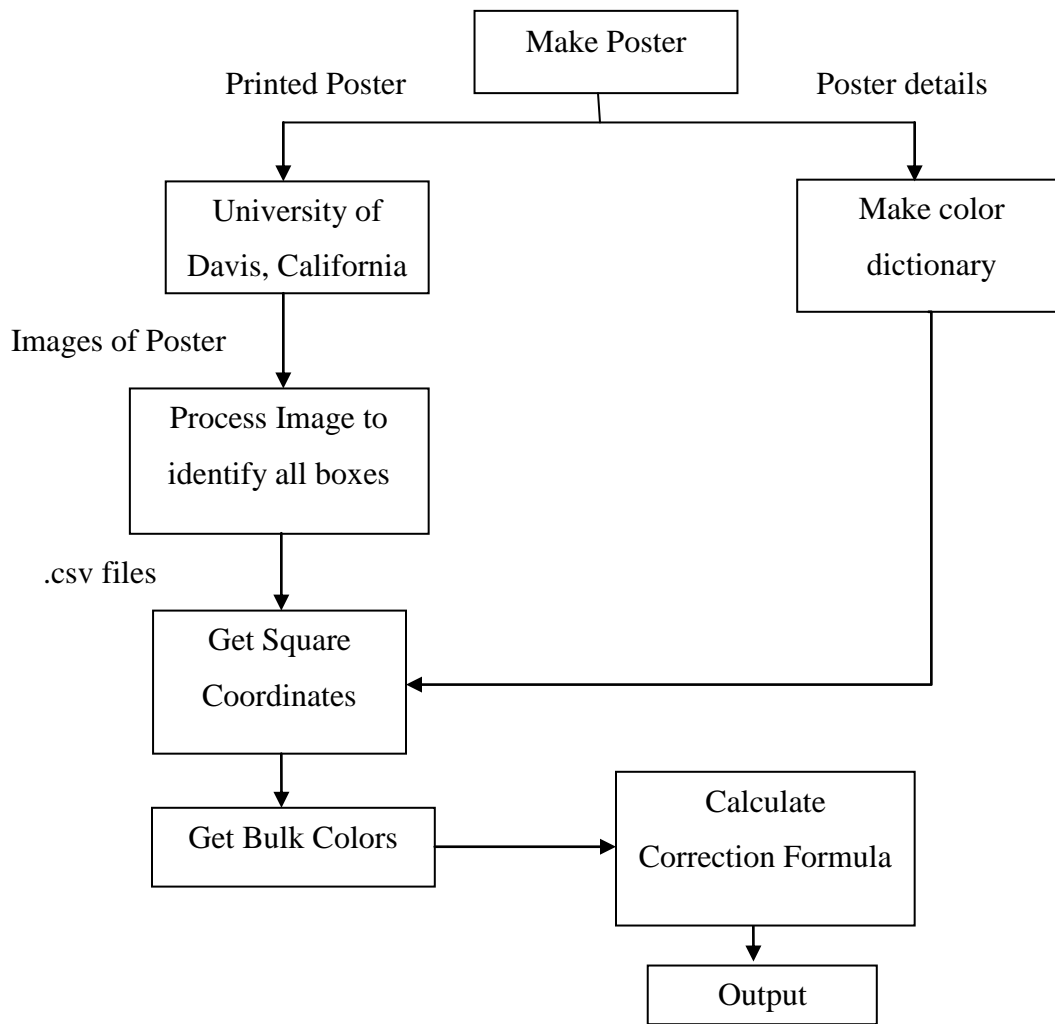 Make Poster
Printed Poster
Poster details
University of
Davis, California
Make color
dictionary
Images of Poster
Process Image to
identify all boxes
.csv files
Get Square
Coordinates
Get Bulk Colors
Calculate
Correction Formula
Output